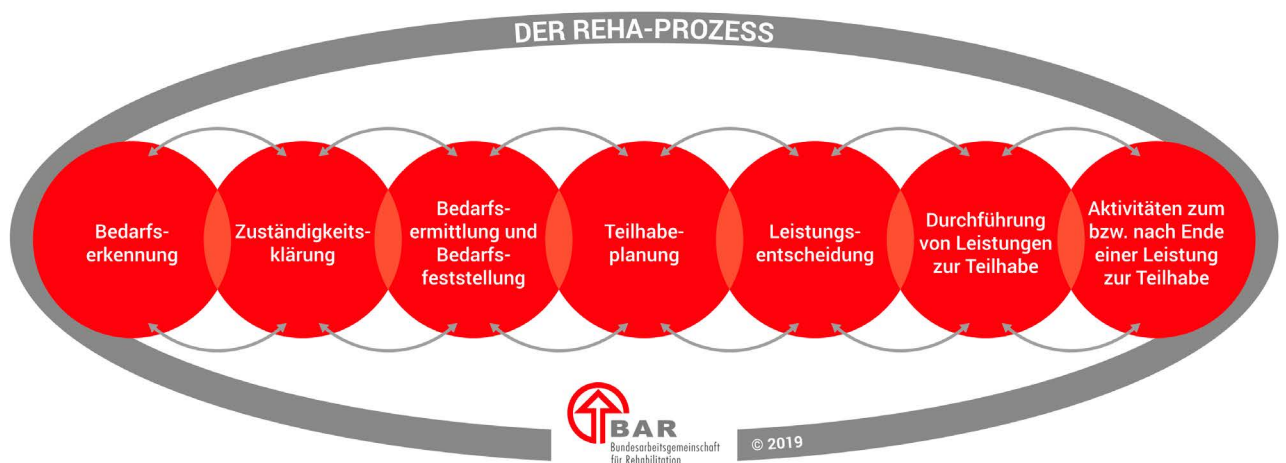 DER REHA-PROZESS
Bedarfs-
erkennung
Zuständigkeits-
klärung
Bedarfs-
ermittlung und
Bedarfs-
feststellung
Teilhabe-
planung
Leistungs-
entscheidung
Durchführung
von Leistungen
zur Teilhabe
Aktivitäten zum
bzw. nach Ende
einer Leistung
zur Teilhabe
BAR
Bundesarbeitsgemeinschaft
für Rehabilitation
© 2019